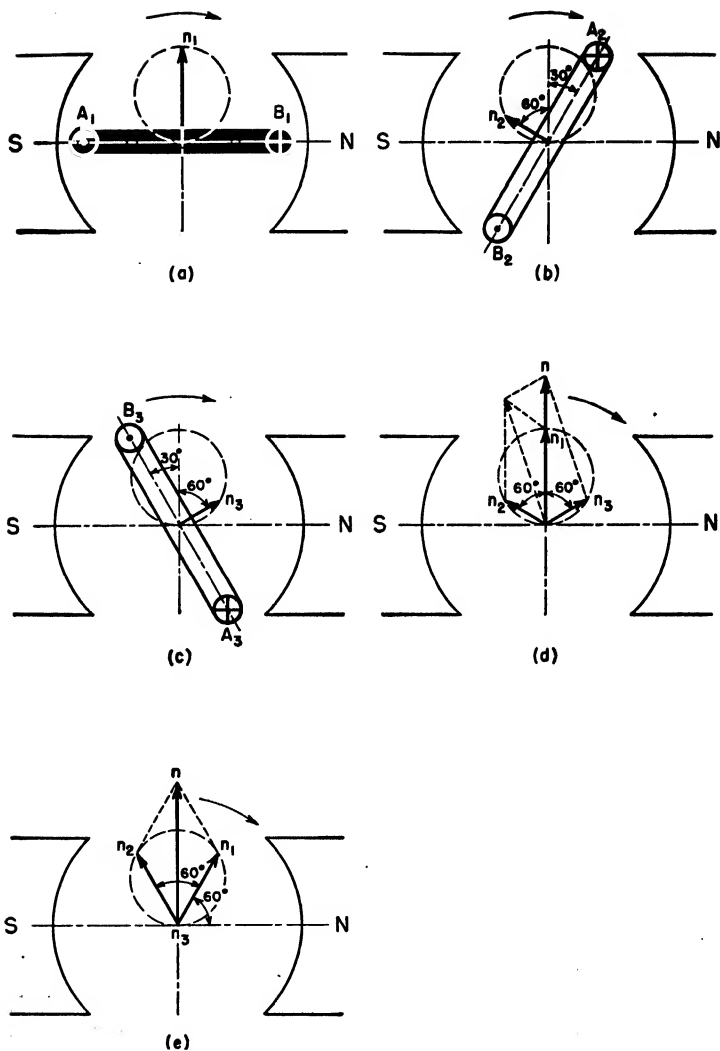 n₁
A₁ B₁
S N
(a)
A₂
30°
60°
n₂
S N
B₂
(b)
B₃
30°
60°
n₃
S N
A₃
(c)
n
n₁
60° 60°
n₂ n₃
S N
(d)
n
n₂ n₁
60°
60°
S N
n₃
(e)